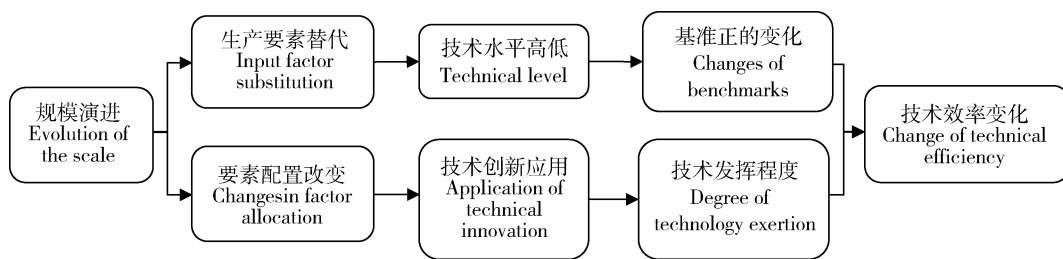 规模演进
Evolution of
the scale
生产要素替代
Input factor
substitution
技术水平高低
Technical level
基准正的变化
Changes of
benchmarks
要素配置改变
Changesin factor
allocation
技术创新应用
Application of
technical
innovation
技术发挥程度
Degree of
technology exertion
技术效率变化
Change of technical
efficiency